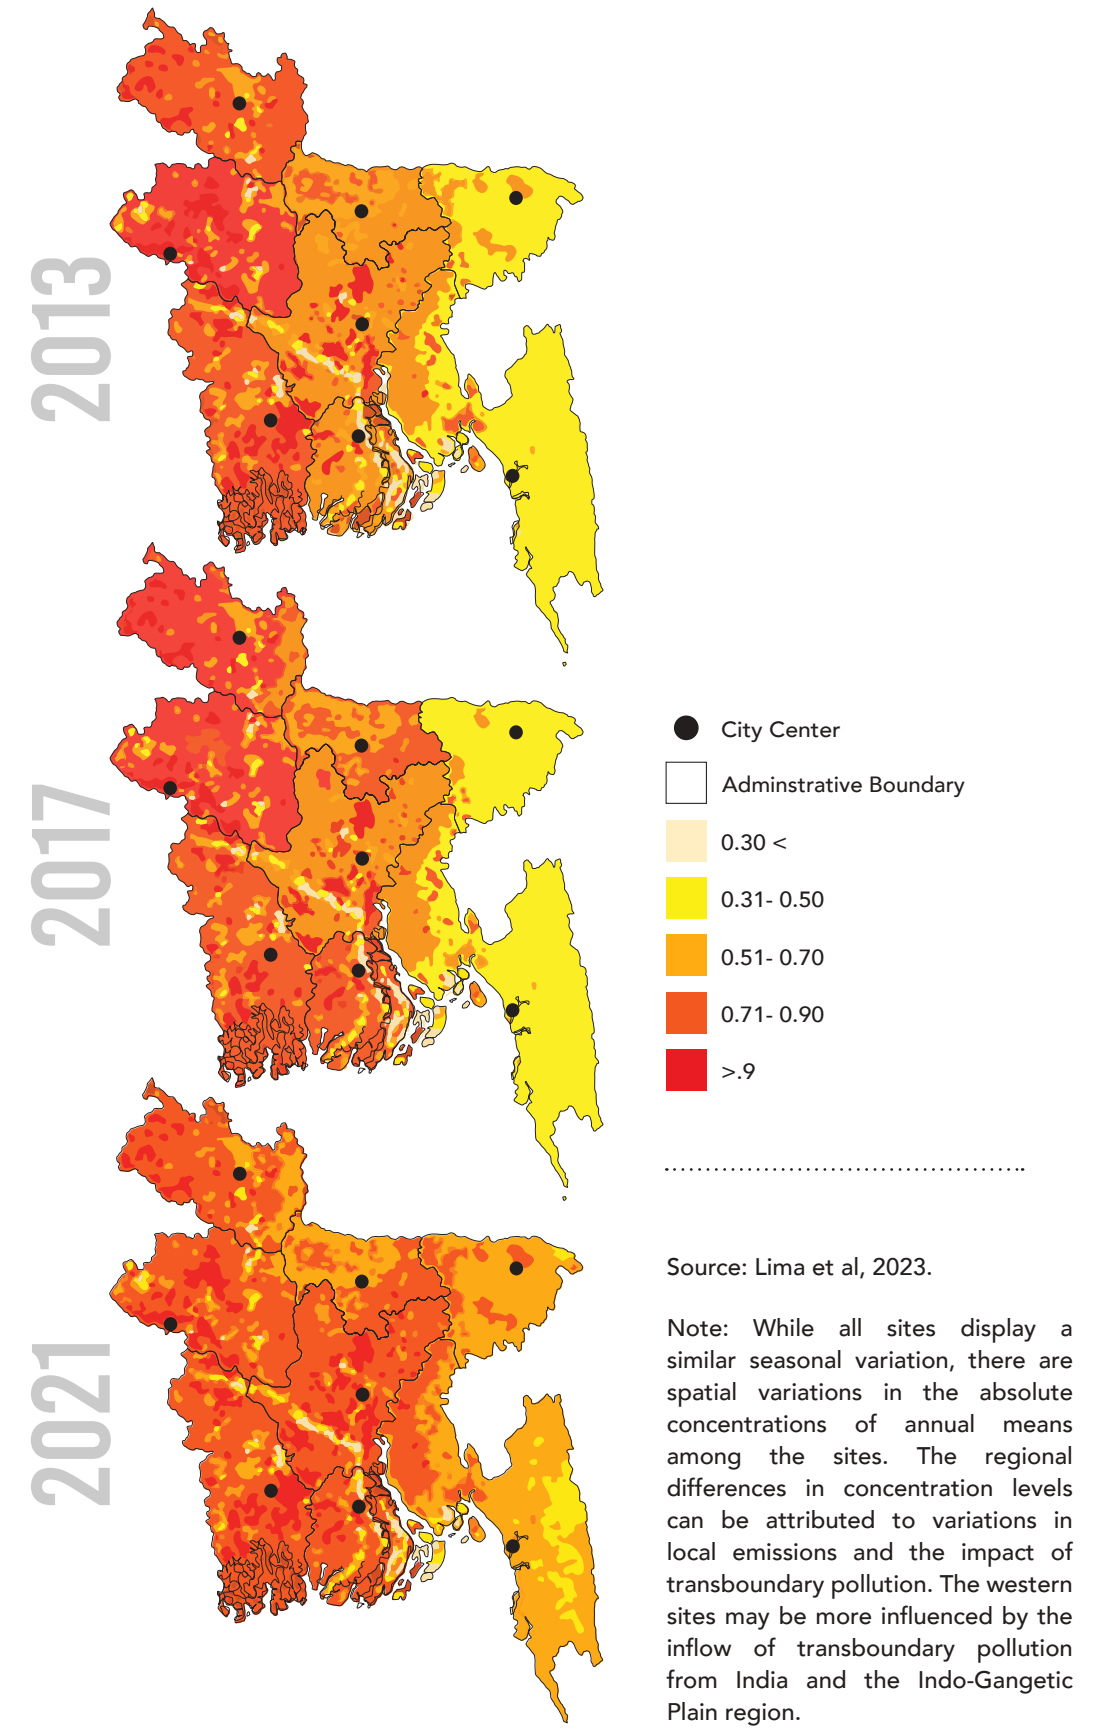 2013
2017
2021
City Center
Adminstrative Boundary
0.30 <
0.31- 0.50
0.51- 0.70
0.71- 0.90
>.9
Source: Lima et al, 2023.
Note: While all sites display a
similar seasonal variation, there are
spatial variations in the absolute
concentrations of annual means
among the sites. The regional
differences in concentration levels
can be attributed to variations in
local emissions and the impact of
transboundary pollution. The western
sites may be more influenced by the
inflow of transboundary pollution
from India and the Indo-Gangetic
Plain region.